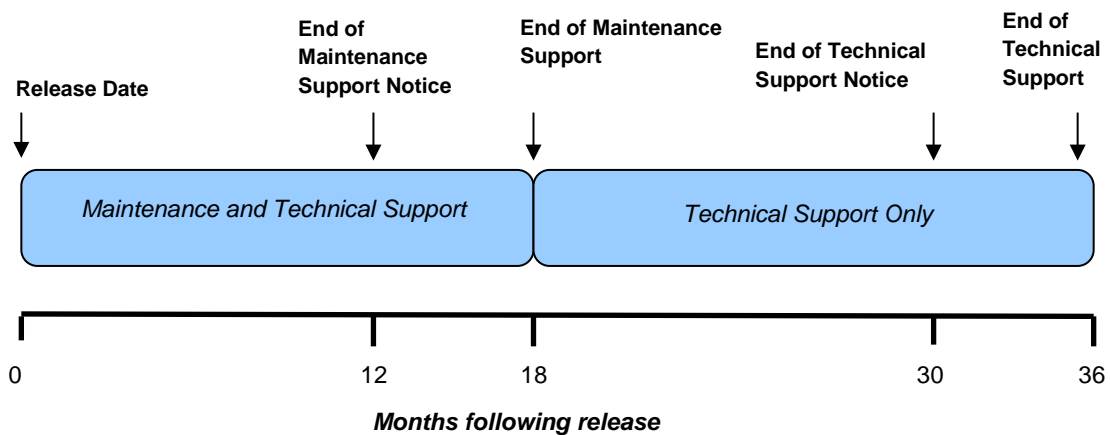 Release Date
End of
Maintenance
Support Notice
End of Maintenance
Support
End of Technical
Support Notice
End of
Technical
Support
Maintenance and Technical Support
Technical Support Only
0
12
18
30
36
Months following release